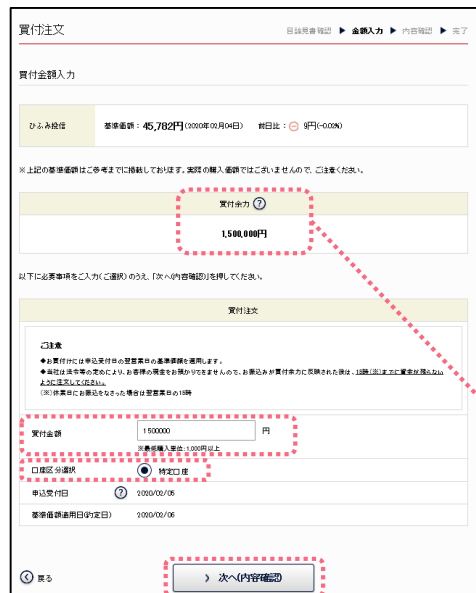 買付注文
目論見書確認 ▶ 金額入力 ▶ 内容確認 ▶ 完了
買付金額入力
ひふみ投信 基準価額：45,782円(2020年02月04日) 前日比：⊖ 9円(-0.02%)
※上記の基準価額はご参考までに掲載しております。実際の購入価額ではございませんので、ご注意ください。
買付余力 ?
1,500,000円
以下に必要事項をご入力(ご選択)のうえ、「次へ(内容確認)」を押してください。
買付注文
ご注意
◆お買付けには申込受付日の翌営業日の基準価額を適用します。
◆当社は法令等の定めにより、お客様の現金をお預かりできませんので、お振込みが買付余力に反映された後は、15時(※)までに資金が残らない
ように注文してください。
(※)休業日にお振込をなさった場合は翌営業日の15時
買付金額 1500000 円
※最低購入単位:1,000円以上
口座区分選択 特定口座
申込受付日 ? 2020/02/05
基準価額適用日(約定日) 2020/02/06
戻る
次へ(内容確認)